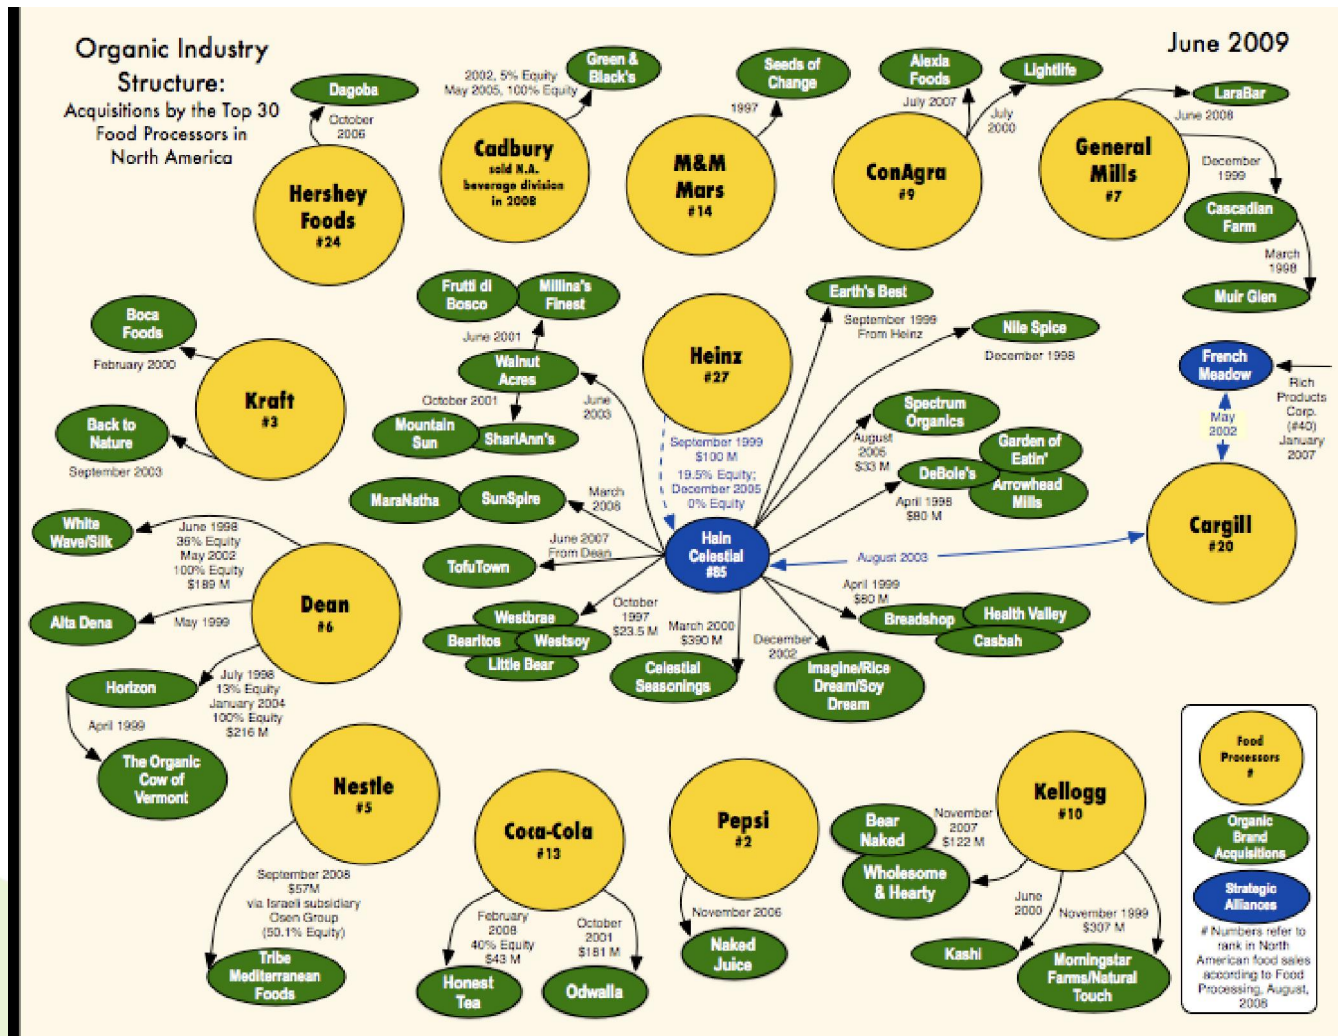 Organic Industry
Structure:
Acquisitions by the Top 30
Food Processors in
North America
June 2009
Dagoba
October
2006
Hershey
Foods
#24
2002, 5% Equity
May 2005, 100% Equity
Green &
Black's
Cadbury
sold N.A.
beverage division
in 2008
Seeds of
Change
1997
M&M
Mars
#14
Alexia
Foods
July 2007
Lightlife
July
2000
ConAgra
#9
LaraBar
June 2008
General
Mills
#7
December
1999
Cascadian
Farm
March
1998
Muir Glen
Boca
Foods
February 2000
Kraft
#3
Back to
Nature
September 2003
Frutti di
Bosco
Millina's
Finest
June 2001
Walnut
Acres
October 2001
Mountain
Sun
ShariAnn's
June
2003
Heinz
#27
September 1999
$100 M
19.5% Equity;
December 2005
0% Equity
Earth's Best
September 1999
From Heinz
Nile Spice
December 1998
Spectrum
Organics
August
2005
$33 M
Garden of
Eatin'
DeBole's
Arrowhead
Mills
April 1998
$80 M
French
Meadow
Rich
Products
Corp.
(#40)
January
2007
May
2002
Cargill
#20
August 2003
MaraNatha
SunSpire
March
2008
June 2007
From Dean
TofuTown
Hain
Celestial
#85
Westbrae
Bearitos
Westsoy
Little Bear
October
1997
$23.5 M
March 2000
$390 M
Celestial
Seasonings
December
2002
Imagine/Rice
Dream/Soy
Dream
April 1999
$80 M
Breadshop
Health Valley
Casbah
White
Wave/Silk
June 1998
36% Equity
May 2002
100% Equity
$189 M
Dean
#6
Alta Dena
May 1999
Horizon
July 1998
13% Equity
January 2004
100% Equity
$216 M
April 1999
The Organic
Cow of
Vermont
Nestle
#5
September 2008
$57M
via Israeli subsidiary
Osen Group
(50.1% Equity)
Tribe
Mediterranean
Foods
Coca-Cola
#13
February
2008
40% Equity
$43 M
Honest
Tea
October
2001
$181 M
Odwalla
Pepsi
#2
November 2006
Naked
Juice
Kellogg
#10
Bear
Naked
November
2007
$122 M
Wholesome
& Hearty
June
2000
Kashi
November 1999
$307 M
Morningstar
Farms/Natural
Touch
Food
Processors
#
Organic
Brand
Acquisitions
Strategic
Alliances
# Numbers refer to
rank in North
American food sales
according to Food
Processing, August,
2008